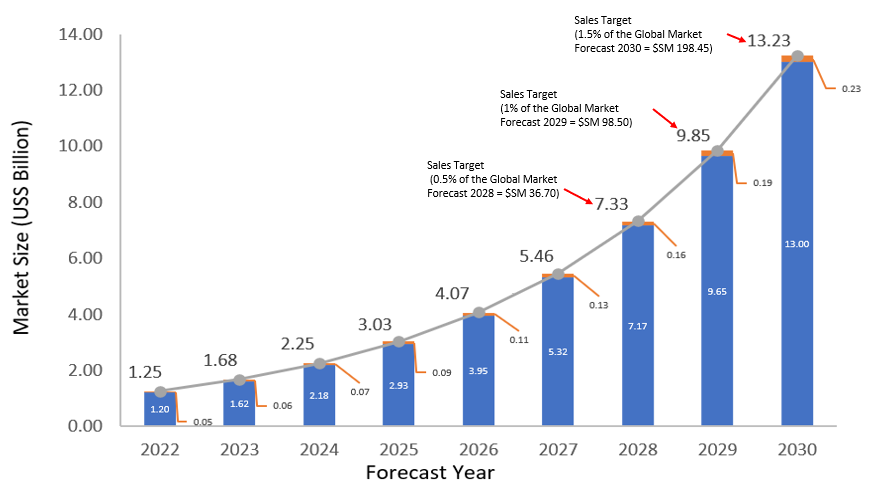 Sales Target
(1.5% of the Global Market
Forecast 2030 = $SM 198.45)
13.23
14.00
0.23
12.00
Sales Target
(1% of the Global Market
Forecast 2029 = $SM 98.50)
9.85
10.00
Sales Target
(0.5% of the Global Market
Forecast 2028 = $SM 36.70)
0.19
7.33
8.00
13.00
5.46
0.16
6.00
9.65
4.07
0.13
7.17
3.03
4.00
0.11
5.32
2.25
1.68
0.09
3.95
1.25
2.00
0.07
2.93
2.18
0.06
1.62
1.20
0.05
0.00
2022 2023 2024 2025 2026 2027 2028 2029 2030
Forecast Year
Market Size (USS Billion)